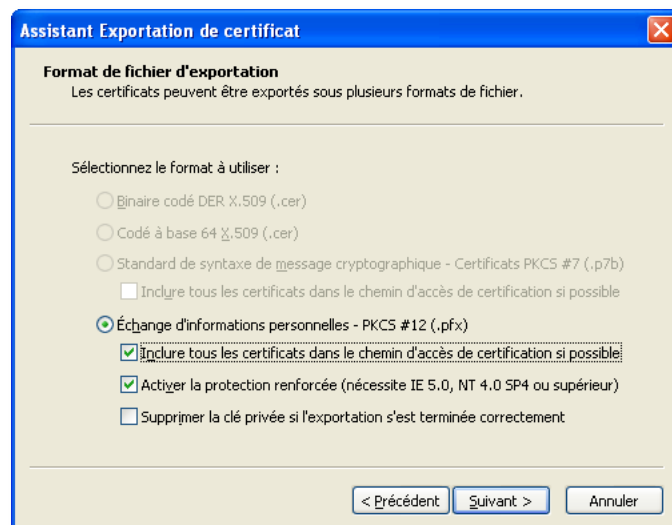 Assistant Exportation de certificat
Format de fichier d'exportation
Les certificats peuvent être exportés sous plusieurs formats de fichier.
Sélectionnez le format à utiliser :
Binaire codé DER X.509 (.cer)
Codé à base 64 X.509 (.cer)
Standard de syntaxe de message cryptographique - Certificats PKCS #7 (.p7b)
Inclure tous les certificats dans le chemin d'accès de certification si possible
Échange d'informations personnelles - PKCS #12 (.pfx)
Inclure tous les certificats dans le chemin d'accès de certification si possible
Activer la protection renforcée (nécessite IE 5.0, NT 4.0 SP4 ou supérieur)
Supprimer la clé privée si l'exportation s'est terminée correctement
< Précédent Suivant > Annuler